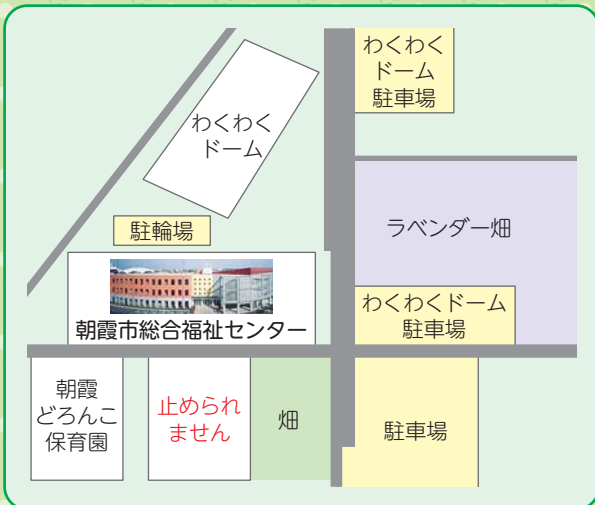 わくわく
ドーム
駐車場
わくわく
ドーム
駐輪場
ラベンダー畑
朝霞市総合福祉センター
わくわくドーム
駐車場
朝霞
どろんこ
保育園
止められ
ません
畑
駐車場